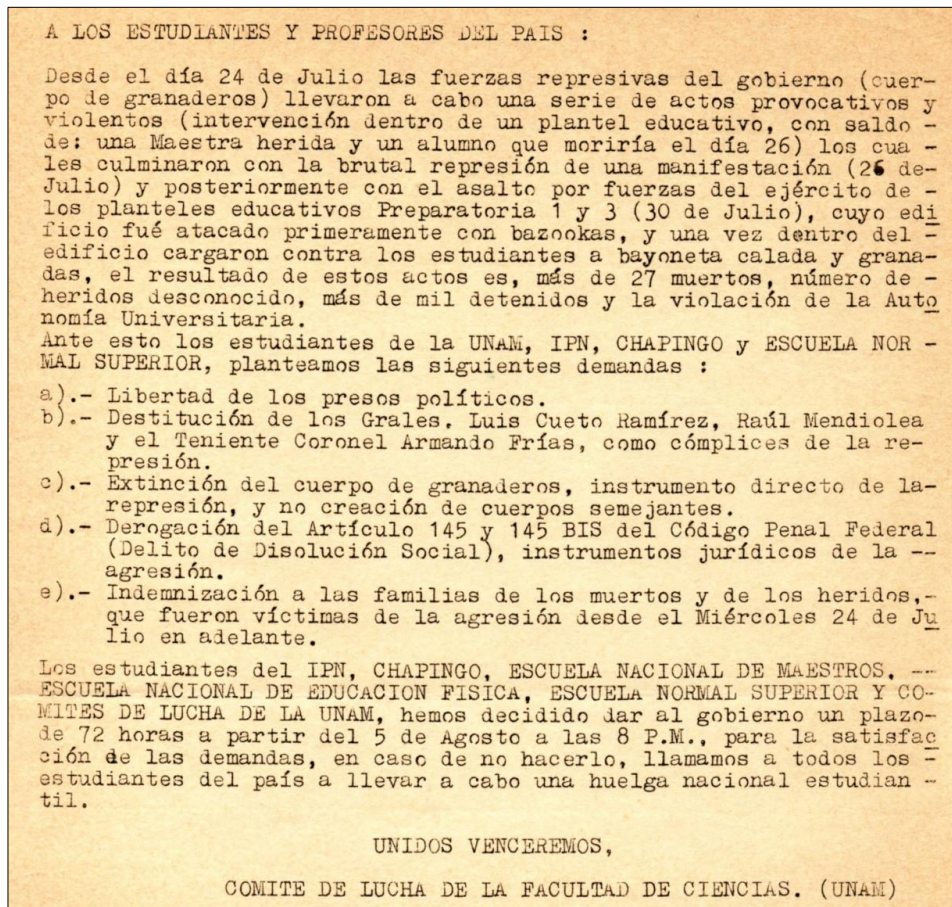 A LOS ESTUDIANTES Y PROFESORES DEL PAIS :
Desde el día 24 de Julio las fuerzas represivas del gobierno (cuer-
po de granaderos) llevaron a cabo una serie de actos provocativos y
violentos (intervención dentro de un plantel educativo, con saldo -
de: una Maestra herida y un alumno que moriría el día 26) los cua -
les culminaron con la brutal represión de una manifestación (26 de-
Julio) y posteriormente con el asalto por fuerzas del ejército de -
los planteles educativos Preparatoria 1 y 3 (30 de Julio), cuyo edi
ficio fué atacado primeramente con bazookas, y una vez dentro del -
edificio cargaron contra los estudiantes a bayoneta calada y grana-
das, el resultado de estos actos es, más de 27 muertos, número de -
heridos desconocido, más de mil detenidos y la violación de la Auto
nomía Universitaria.
Ante esto los estudiantes de la UNAM, IPN, CHAPINGO y ESCUELA NOR -
MAL SUPERIOR, planteamos las siguientes demandas :
a).- Libertad de los presos políticos.
b).- Destitución de los Grales. Luis Cueto Ramírez, Raúl Mendiolea
y el Teniente Coronel Armando Frías, como cómplices de la re-
presión.
c).- Extinción del cuerpo de granaderos, instrumento directo de la-
represión, y no creación de cuerpos semejantes.
d).- Derogación del Artículo 145 y 145 BIS del Código Penal Federal
(Delito de Disolución Social), instrumentos jurídicos de la --
agresión.
e).- Indemnización a las familias de los muertos y de los heridos,-
que fueron víctimas de la agresión desde el Miércoles 24 de Ju
lio en adelante.
Los estudiantes del IPN, CHAPINGO, ESCUELA NACIONAL DE MAESTROS, --
ESCUELA NACIONAL DE EDUCACION FISICA, ESCUELA NORMAL SUPERIOR Y CO-
MITES DE LUCHA DE LA UNAM, hemos decidido dar al gobierno un plazo-
de 72 horas a partir del 5 de Agosto a las 8 P.M., para la satisfac
ción de las demandas, en caso de no hacerlo, llamamos a todos los -
estudiantes del país a llevar a cabo una huelga nacional estudian -
til.
UNIDOS VENCEREMOS,
COMITE DE LUCHA DE LA FACULTAD DE CIENCIAS. (UNAM)